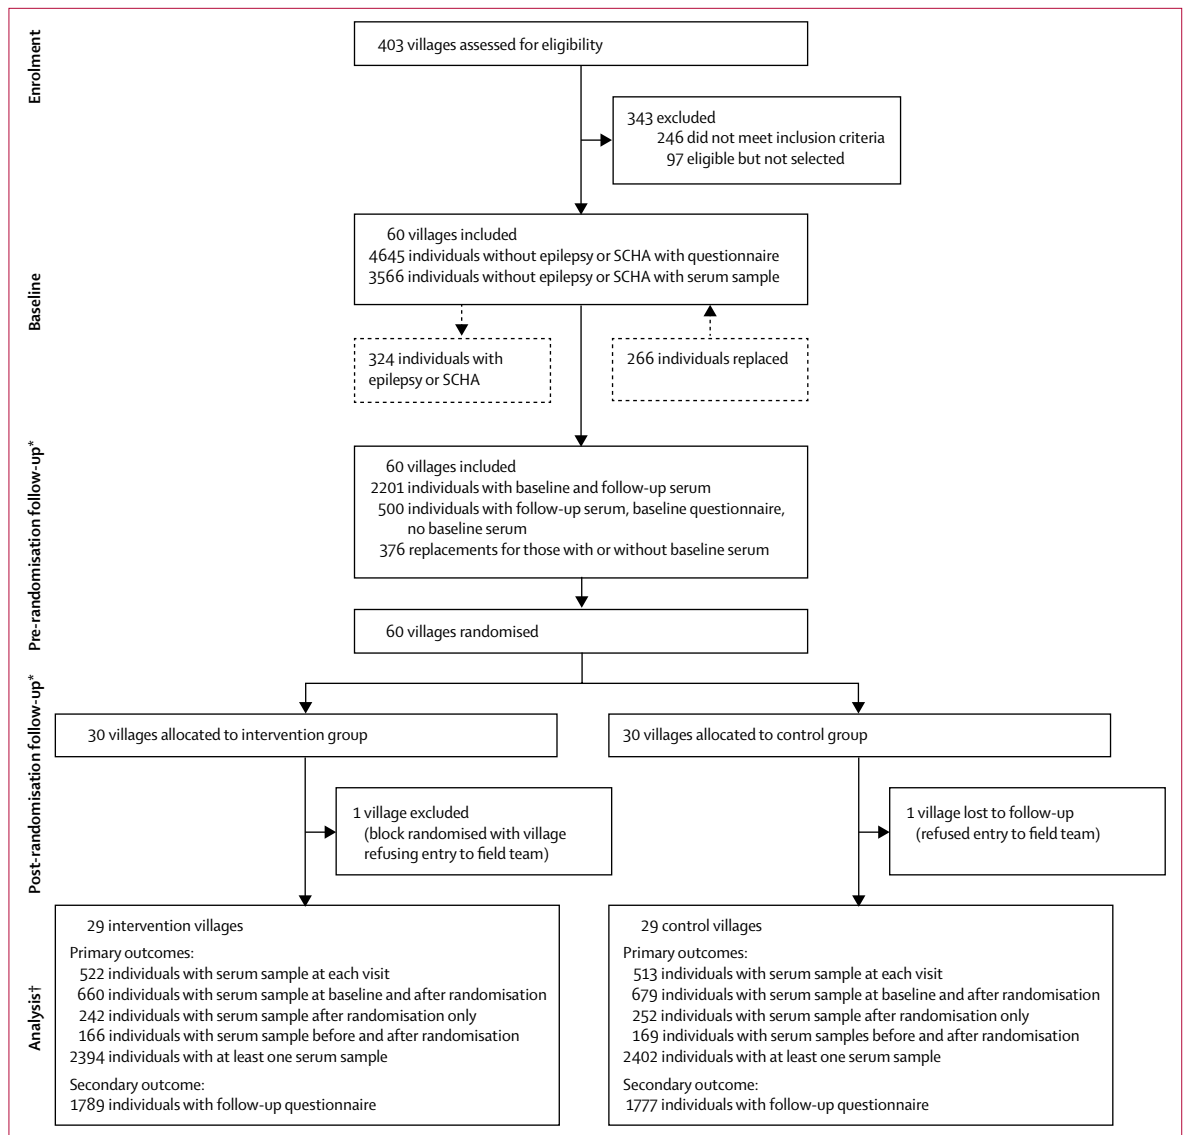 Enrolment
403 villages assessed for eligibility
343 excluded
246 did not meet inclusion criteria
97 eligible but not selected
Baseline
60 villages included
4645 individuals without epilepsy or SCHA with questionnaire
3566 individuals without epilepsy or SCHA with serum sample
324 individuals with
epilepsy or SCHA
266 individuals replaced
Pre-randomisation follow-up*
60 villages included
2201 individuals with baseline and follow-up serum
500 individuals with follow-up serum, baseline questionnaire,
no baseline serum
376 replacements for those with or without baseline serum
60 villages randomised
Post-randomisation follow-up*
30 villages allocated to intervention group
30 villages allocated to control group
1 village excluded
(block randomised with village
refusing entry to field team)
1 village lost to follow-up
(refused entry to field team)
Analysis†
29 intervention villages
Primary outcomes:
522 individuals with serum sample at each visit
660 individuals with serum sample at baseline and after randomisation
242 individuals with serum sample after randomisation only
166 individuals with serum sample before and after randomisation
2394 individuals with at least one serum sample
Secondary outcome:
1789 individuals with follow-up questionnaire
29 control villages
Primary outcomes:
513 individuals with serum sample at each visit
679 individuals with serum sample at baseline and after randomisation
252 individuals with serum sample after randomisation only
169 individuals with serum samples before and after randomisation
2402 individuals with at least one serum sample
Secondary outcome:
1777 individuals with follow-up questionnaire